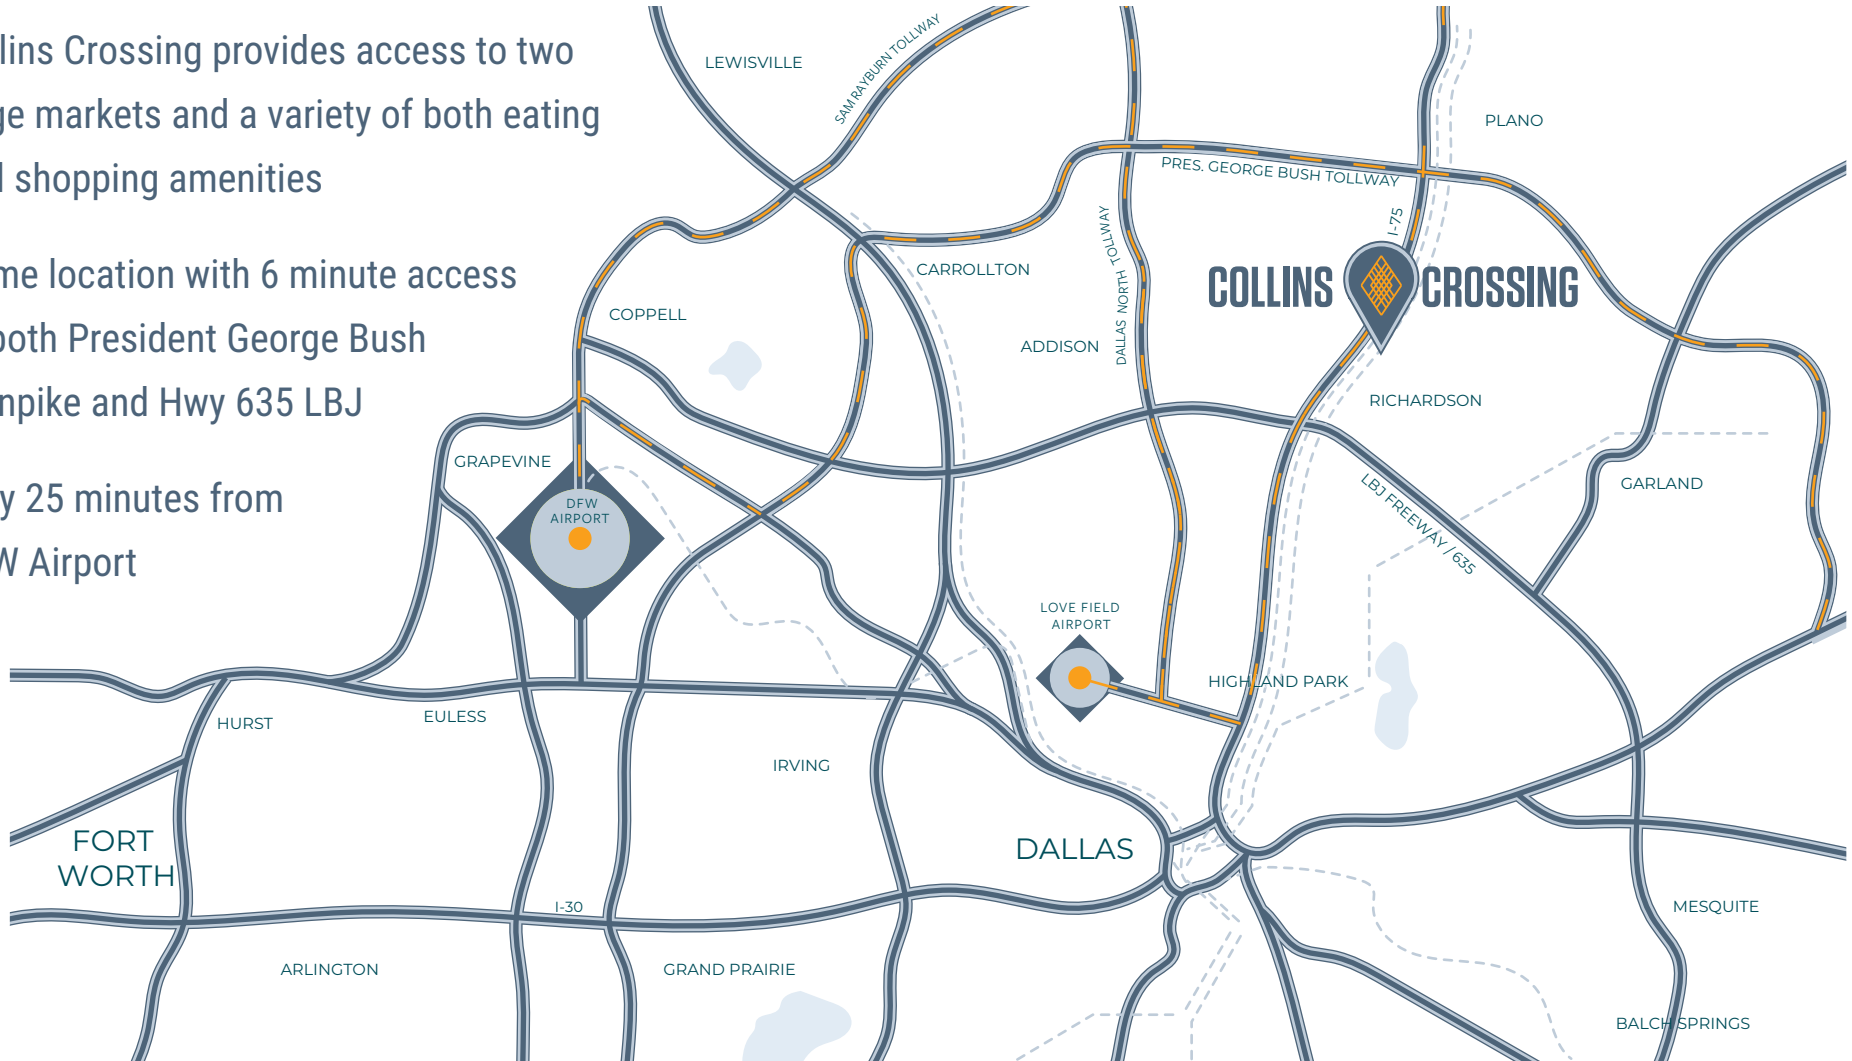 lins Crossing provides access to two
ge markets and a variety of both eating
shopping amenities
me location with 6 minute access
both President George Bush
npike and Hwy 635 LBJ
y 25 minutes from
W Airport
LEWISVILLE
SAM RAYBURN TOLLWAY
PLANO
PRES. GEORGE BUSH TOLLWAY
I-75
DALLAS NORTH TOLLWAY
CARROLLTON
COLLINS CROSSING
COPPELL
ADDISON
RICHARDSON
GRAPEVINE
GARLAND
LBJ FREEWAY / 635
DFW
AIRPORT
LOVE FIELD
AIRPORT
HIGHLAND PARK
HURST
EULESS
IRVING
FORT
WORTH
DALLAS
I-30
MESQUITE
ARLINGTON
GRAND PRAIRIE
BALCH SPRINGS